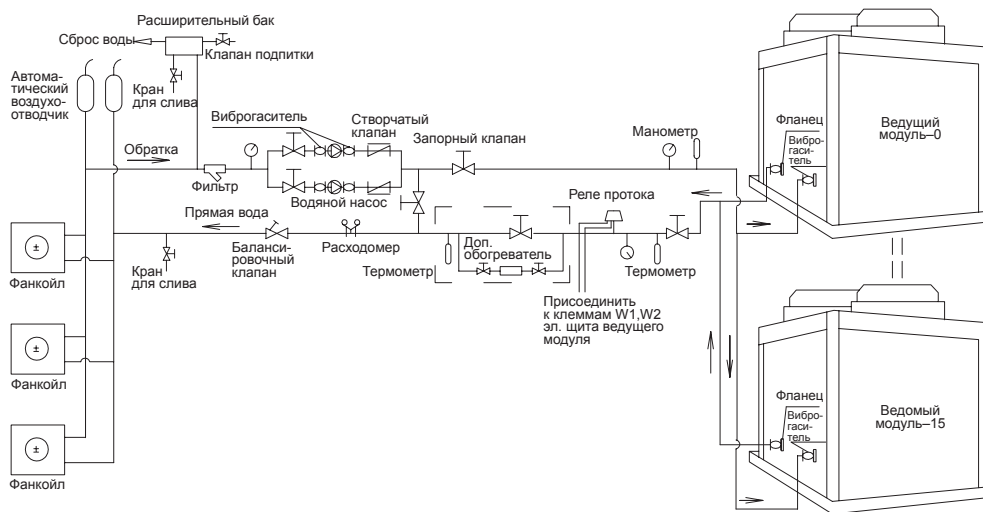 Расширительный бак
Сброс воды
Клапан подпитки
Автома-
тический
воздухо-
отводчик
Кран
для слива
Виброгаситель
Створчатый
клапан
Запорный клапан
Манометр
Фланец
Вибро-
гаси-
тель
Ведущий
модуль–0
Обратка
Фильтр
Водяной насос
Реле протока
Прямая вода
Баланси-
ровочный
клапан
Расходомер
Доп.
обогреватель
Кран
для слива
Термометр
Термометр
Фанкойл
Присоединить
к клеммам W1,W2
эл. щита ведущего
модуля
Фанкойл
Фланец
Вибро-
гаси-
тель
Ведомый
модуль–15
Фанкойл